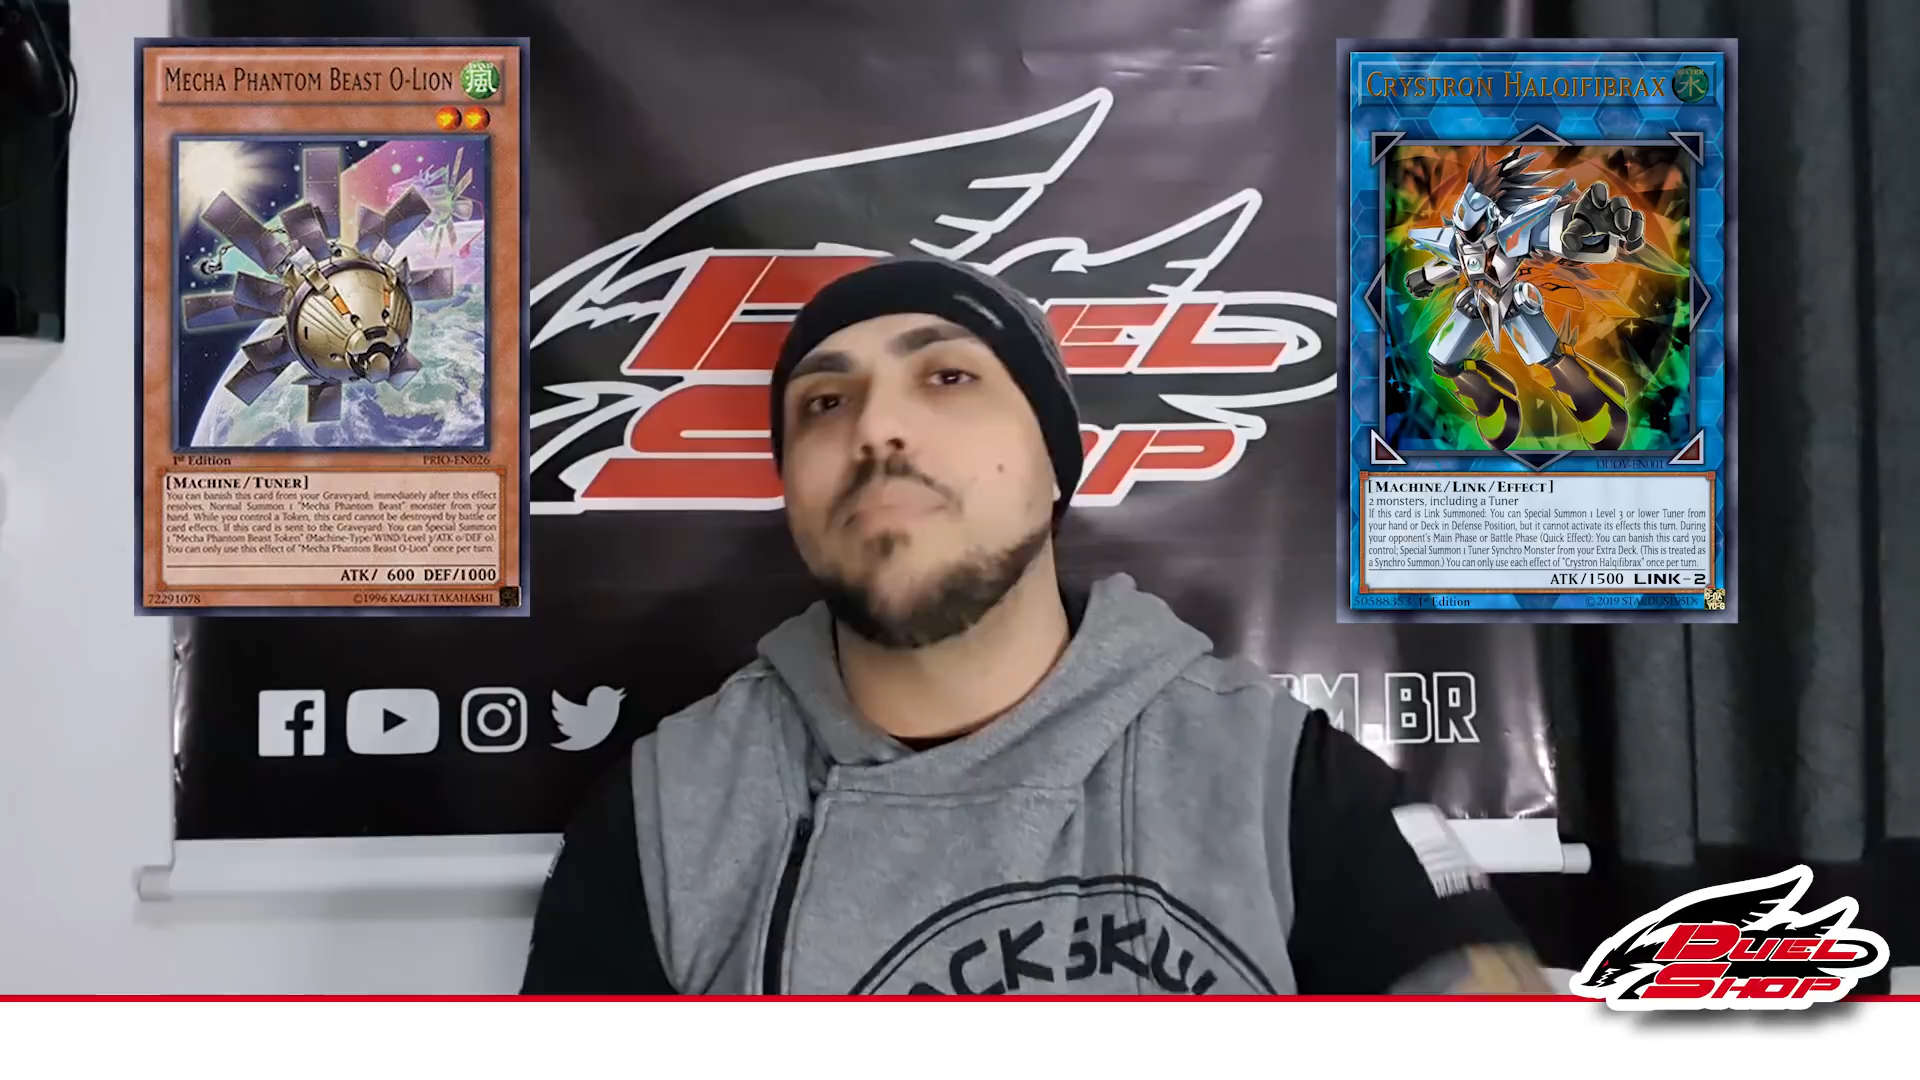 MECHA PHANTOM BEAST O-LION
風
1st Edition
PRIO-EN026
[MACHINE/TUNER]
You can banish this card from your Graveyard; immediately after this effect
resolves, Normal Summon 1 "Mecha Phantom Beast" monster from your
hand. While you control a Token, this card cannot be destroyed by battle or
card effects. If this card is sent to the Graveyard: You can Special Summon
1 "Mecha Phantom Beast Token" (Machine-Type/WIND/Level 3/ATK 0/DEF 0).
You can only use this effect of "Mecha Phantom Beast O-Lion" once per turn.
ATK/ 600 DEF/1000
72291078
©1996 KAZUKI TAKAHASHI
CRYSTRON HALQIFIBRAX
水
DUOV-EN001
[MACHINE/LINK/EFFECT]
2 monsters, including a Tuner
If this card is Link Summoned: You can Special Summon 1 Level 3 or lower Tuner from
your hand or Deck in Defense Position, but it cannot activate its effects this turn. During
your opponent's Main Phase or Battle Phase (Quick Effect): You can banish this card you
control; Special Summon 1 Tuner Synchro Monster from your Extra Deck. (This is treated as
a Synchro Summon.) You can only use each effect of "Crystron Halqifibrax" once per turn.
ATK/1500 LINK-2
50588353 1st Edition
©2019 STARDUST95Ds
DUEL
SHOP
M.BR
ACK SKU
DUEL
SHOP